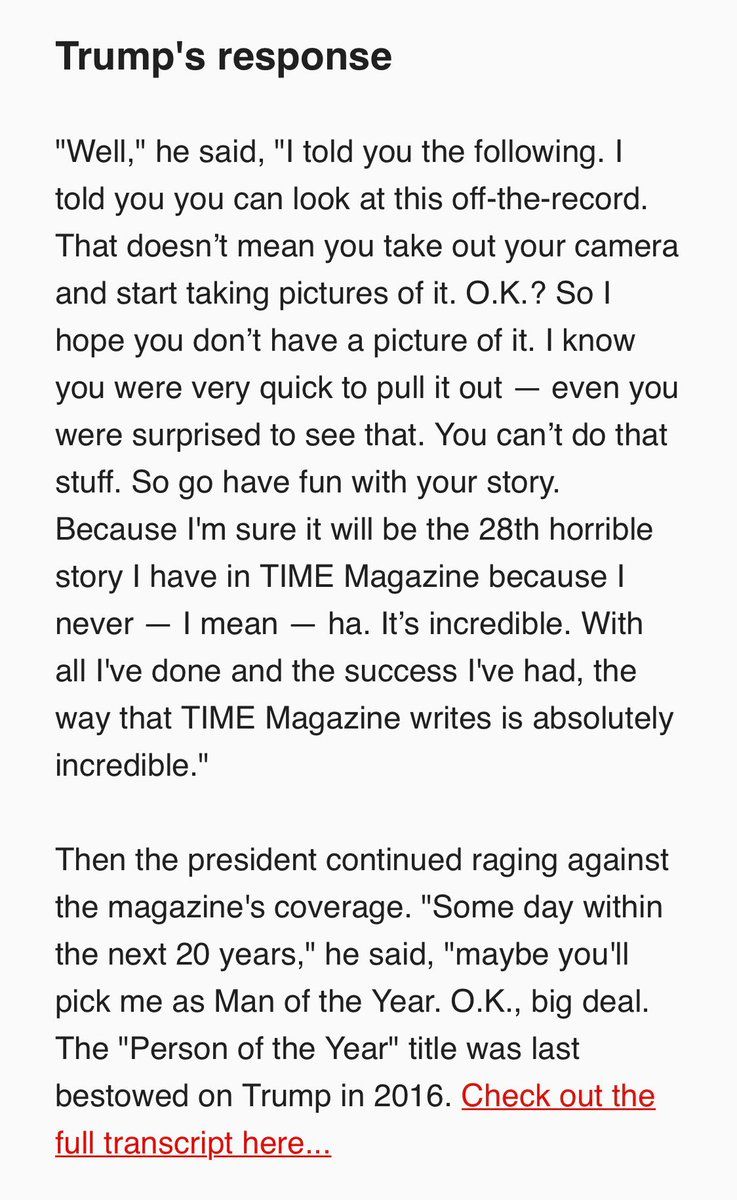 Trump's response
"Well," he said, "I told you the following. I
told you you can look at this off-the-record.
That doesn’t mean you take out your camera
and start taking pictures of it. O.K.? So I
hope you don’t have a picture of it. I know
you were very quick to pull it out — even you
were surprised to see that. You can’t do that
stuff. So go have fun with your story.
Because I'm sure it will be the 28th horrible
story I have in TIME Magazine because I
never — I mean — ha. It’s incredible. With
all I've done and the success I've had, the
way that TIME Magazine writes is absolutely
incredible."
Then the president continued raging against
the magazine's coverage. "Some day within
the next 20 years," he said, "maybe you'll
pick me as Man of the Year. O.K., big deal.
The "Person of the Year" title was last
bestowed on Trump in 2016. Check out the
full transcript here...